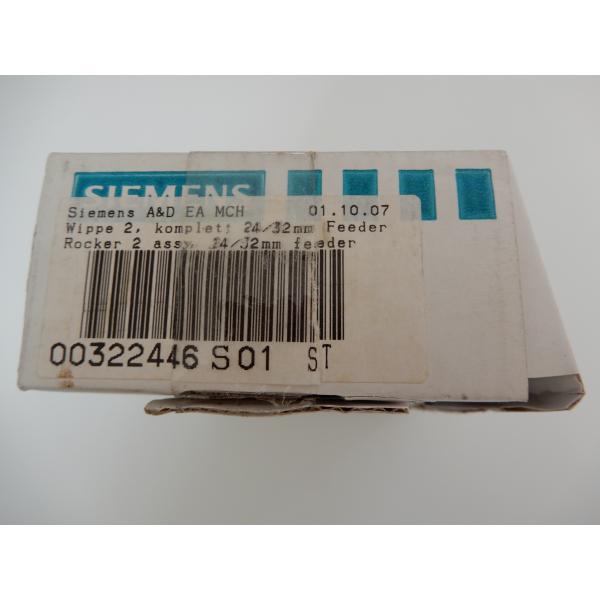 SIEMENS
Siemens A&D EA MCH 01.10.07
Wippe 2, komplett 24/32mm Feeder
Rocker 2 assy. 24/32mm feeder
00322446 S 01 ST